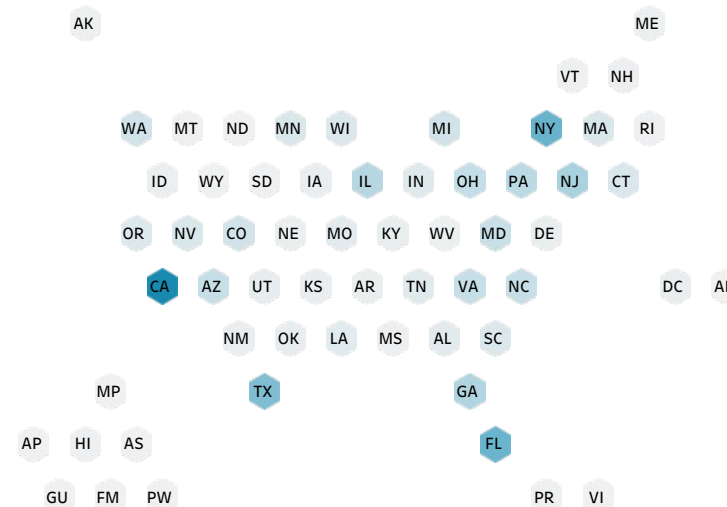 AK ME
VT NH
WA MT ND MN WI MI NY MA RI
ID WY SD IA IL IN OH PA NJ CT
OR NV CO NE MO KY WV MD DE
CA AZ UT KS AR TN VA NC DC
NM OK LA MS AL SC
MP TX GA
AP HI AS FL
GU FM PW PR VI